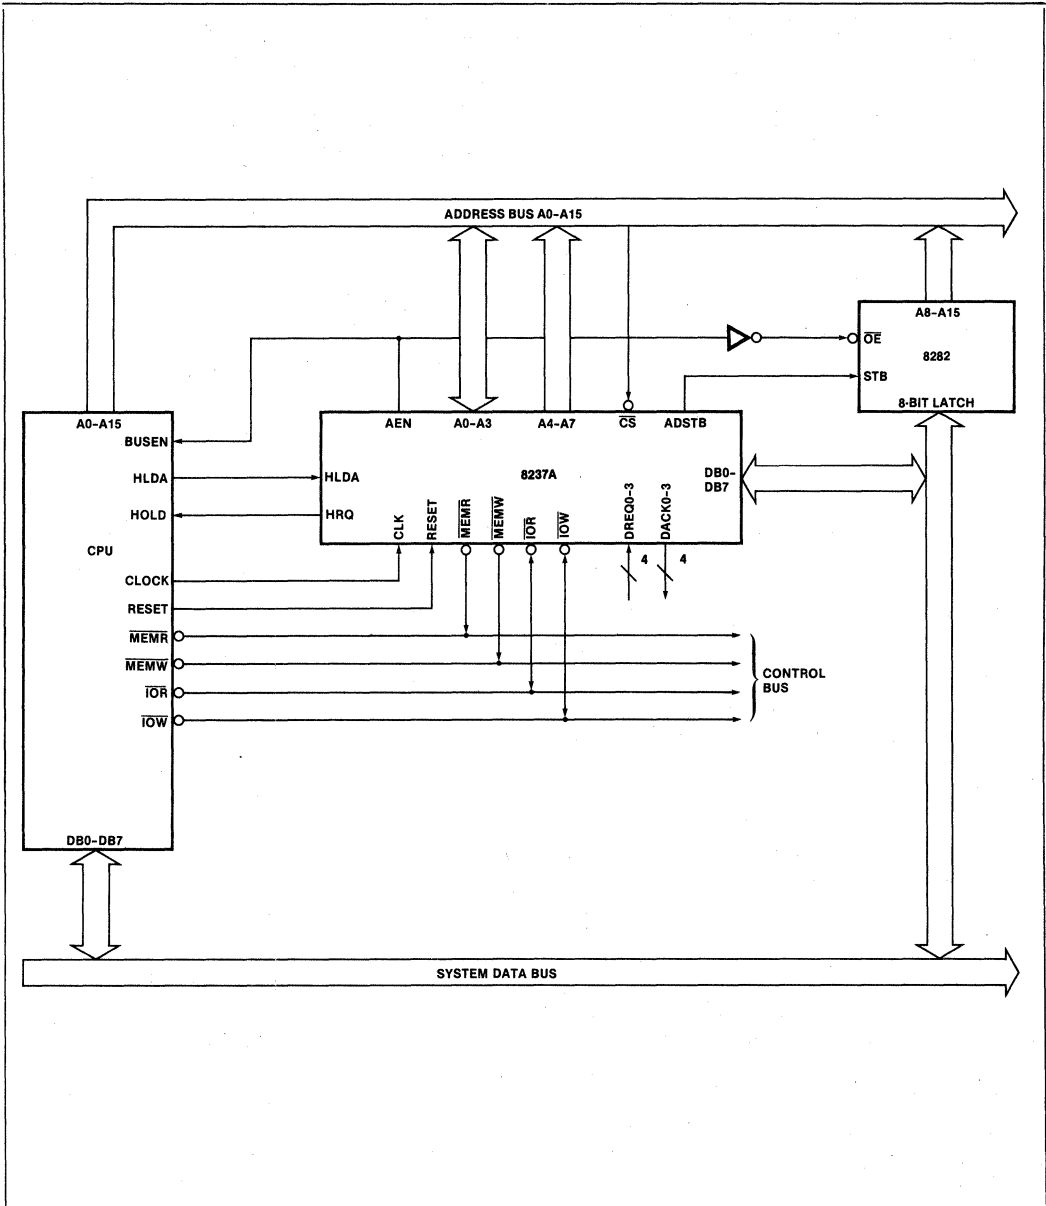 ADDRESS BUS A0-A15
A8-A15
OE
8282
STB
8-BIT LATCH
A0-A15
BUSEN
HLDA
HOLD
CPU
CLOCK
RESET
MEMR
MEMW
IOR
IOW
DB0-DB7
AEN
A0-A3
A4-A7
CS
ADSTB
HLDA
8237A
DB0-
DB7
HRQ
CLK
RESET
MEMR
MEMW
IOR
IOW
DREQ0-3
DACK0-3
4
4
CONTROL
BUS
SYSTEM DATA BUS